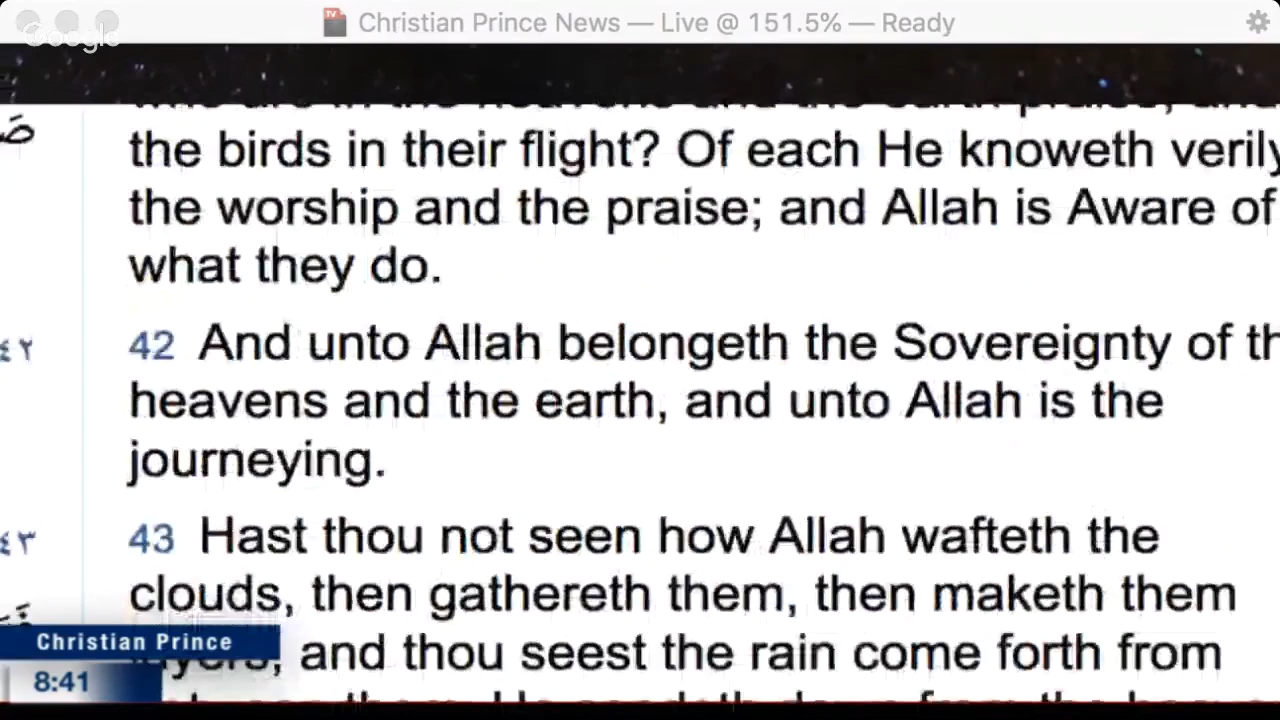 Christian Prince News — Live @ 151.5% — Ready
Google
the birds in their flight? Of each He knoweth verily
the worship and the praise; and Allah is Aware of
what they do.
٤٢
42 And unto Allah belongeth the Sovereignty of th
heavens and the earth, and unto Allah is the
journeying.
٤٣
43 Hast thou not seen how Allah wafteth the
clouds, then gathereth them, then maketh them
layers, and thou seest the rain come forth from
Christian Prince
8:41